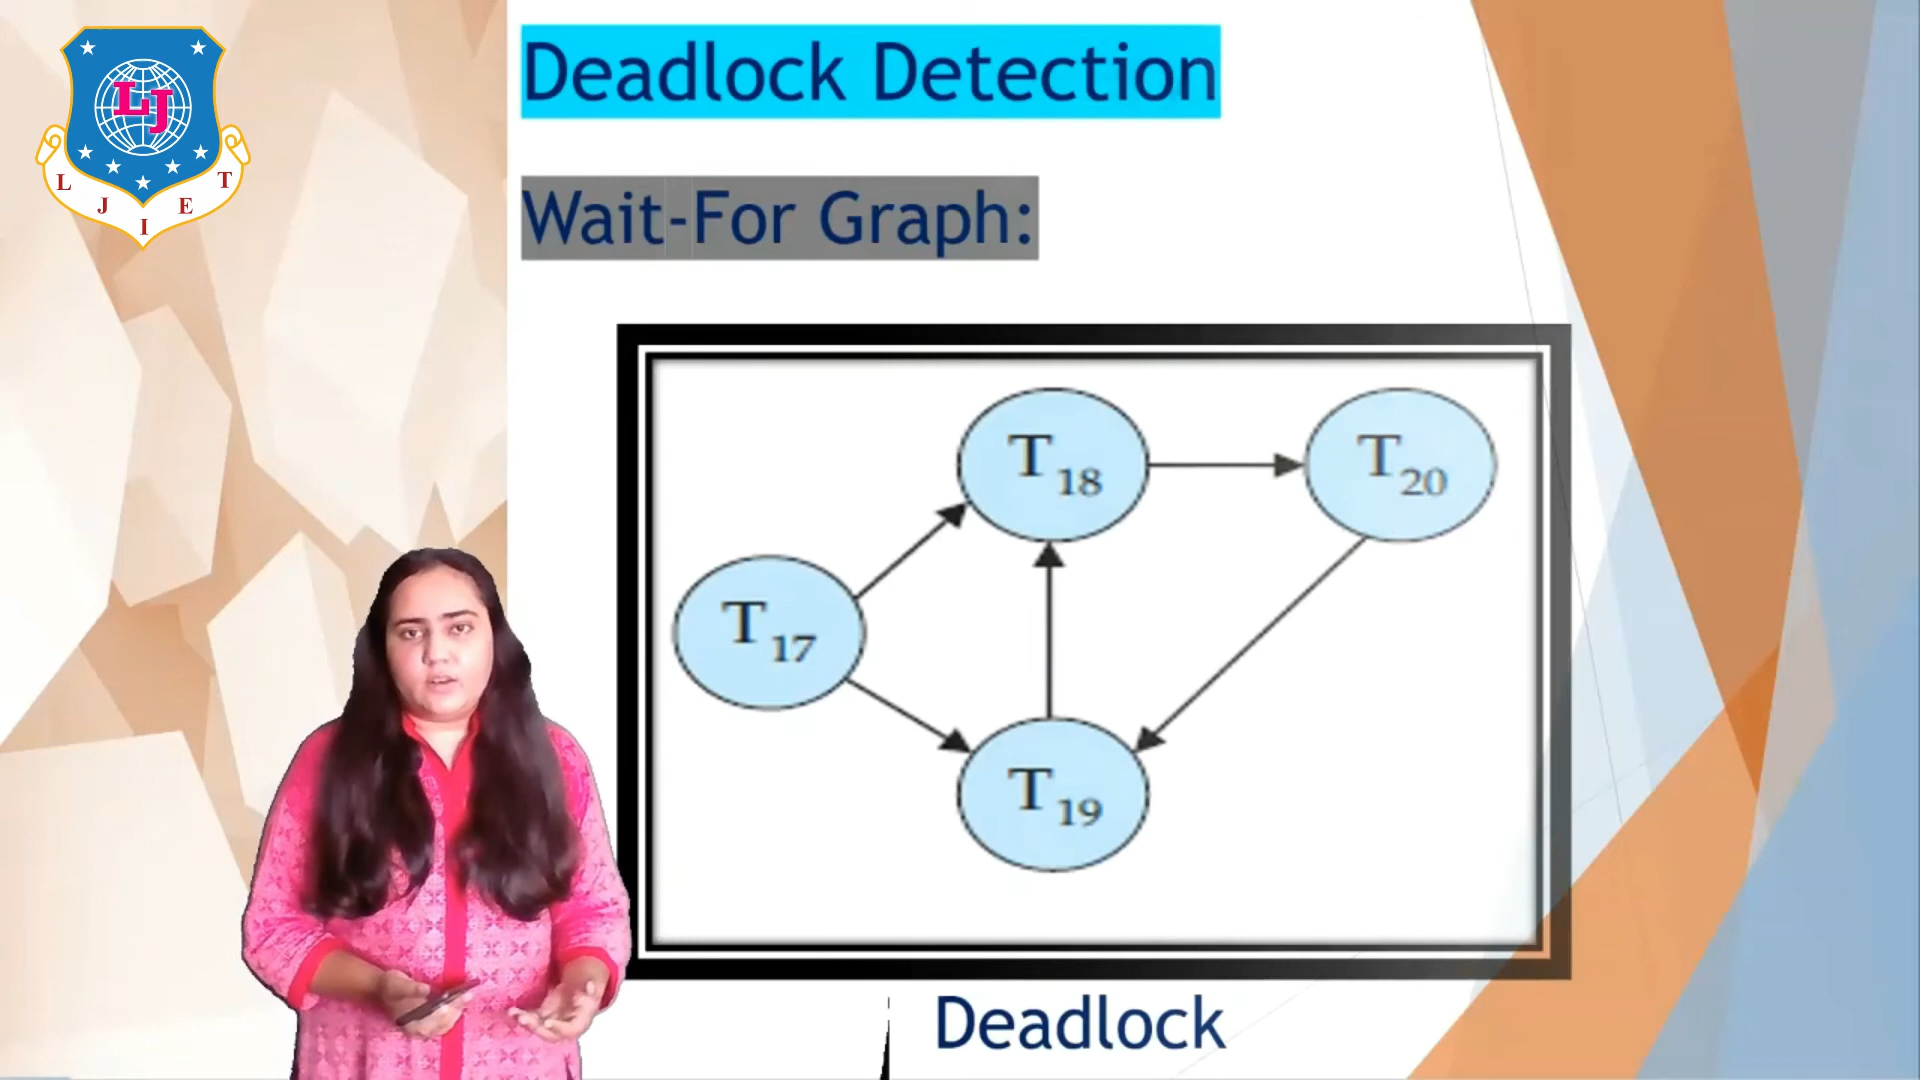 LJ
L J I E T
Deadlock Detection
Wait-For Graph:
T18
T20
T17
T19
Deadlock